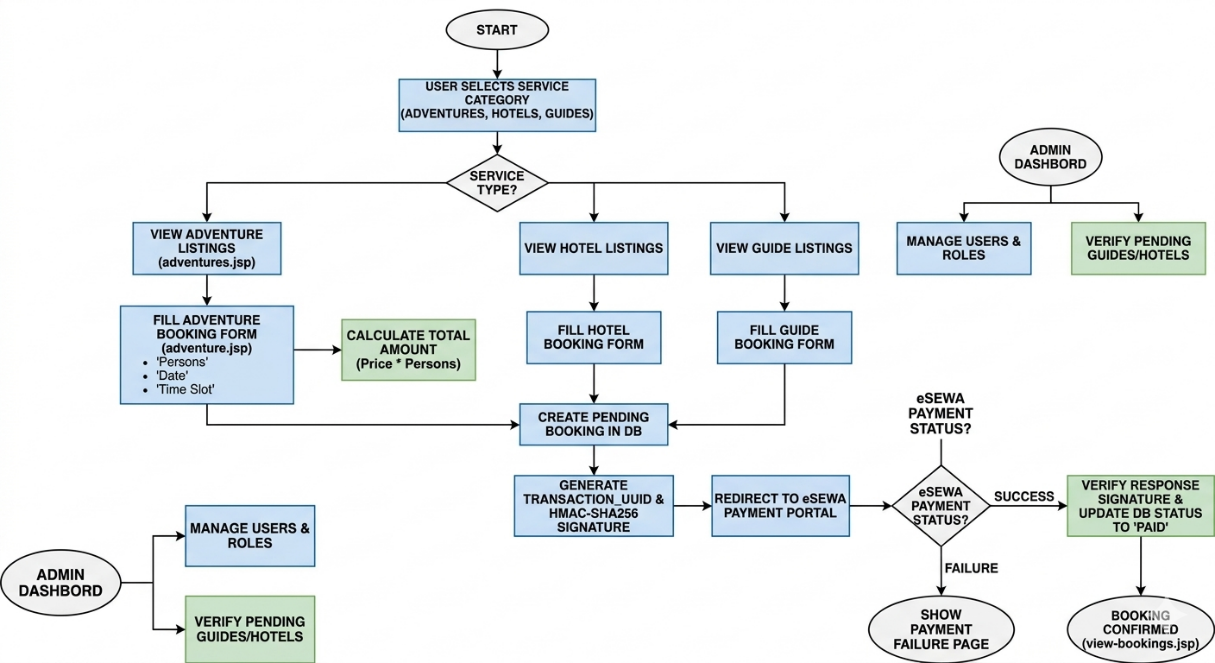 START
USER SELECTS SERVICE
CATEGORY
(ADVENTURES, HOTELS, GUIDES)
SERVICE
TYPE?
ADMIN
DASHBORD
VIEW ADVENTURE
LISTINGS
(adventures.jsp)
VIEW HOTEL LISTINGS
VIEW GUIDE LISTINGS
MANAGE USERS &
ROLES
VERIFY PENDING
GUIDES/HOTELS
FILL ADVENTURE
BOOKING FORM
(adventure.jsp)
• 'Persons'
• 'Date'
• 'Time Slot'
CALCULATE TOTAL
AMOUNT
(Price * Persons)
FILL HOTEL
BOOKING FORM
FILL GUIDE
BOOKING FORM
CREATE PENDING
BOOKING IN DB
eSEWA
PAYMENT
STATUS?
GENERATE
TRANSACTION_UUID &
HMAC-SHA256
SIGNATURE
REDIRECT TO eSEWA
PAYMENT PORTAL
eSEWA
PAYMENT
STATUS?
SUCCESS
VERIFY RESPONSE
SIGNATURE &
UPDATE DB STATUS
TO 'PAID'
FAILURE
SHOW
PAYMENT
FAILURE PAGE
BOOKING
CONFIRMED
(view-bookings.jsp)
ADMIN
DASHBORD
MANAGE USERS &
ROLES
VERIFY PENDING
GUIDES/HOTELS